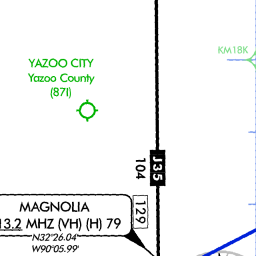 KM18K
YAZOO CITY
Yazoo County
(87I)
J35
104
129
MAGNOLIA
13.2 MHZ (VH) (H) 79
N32°26.04'
W90°05.99'